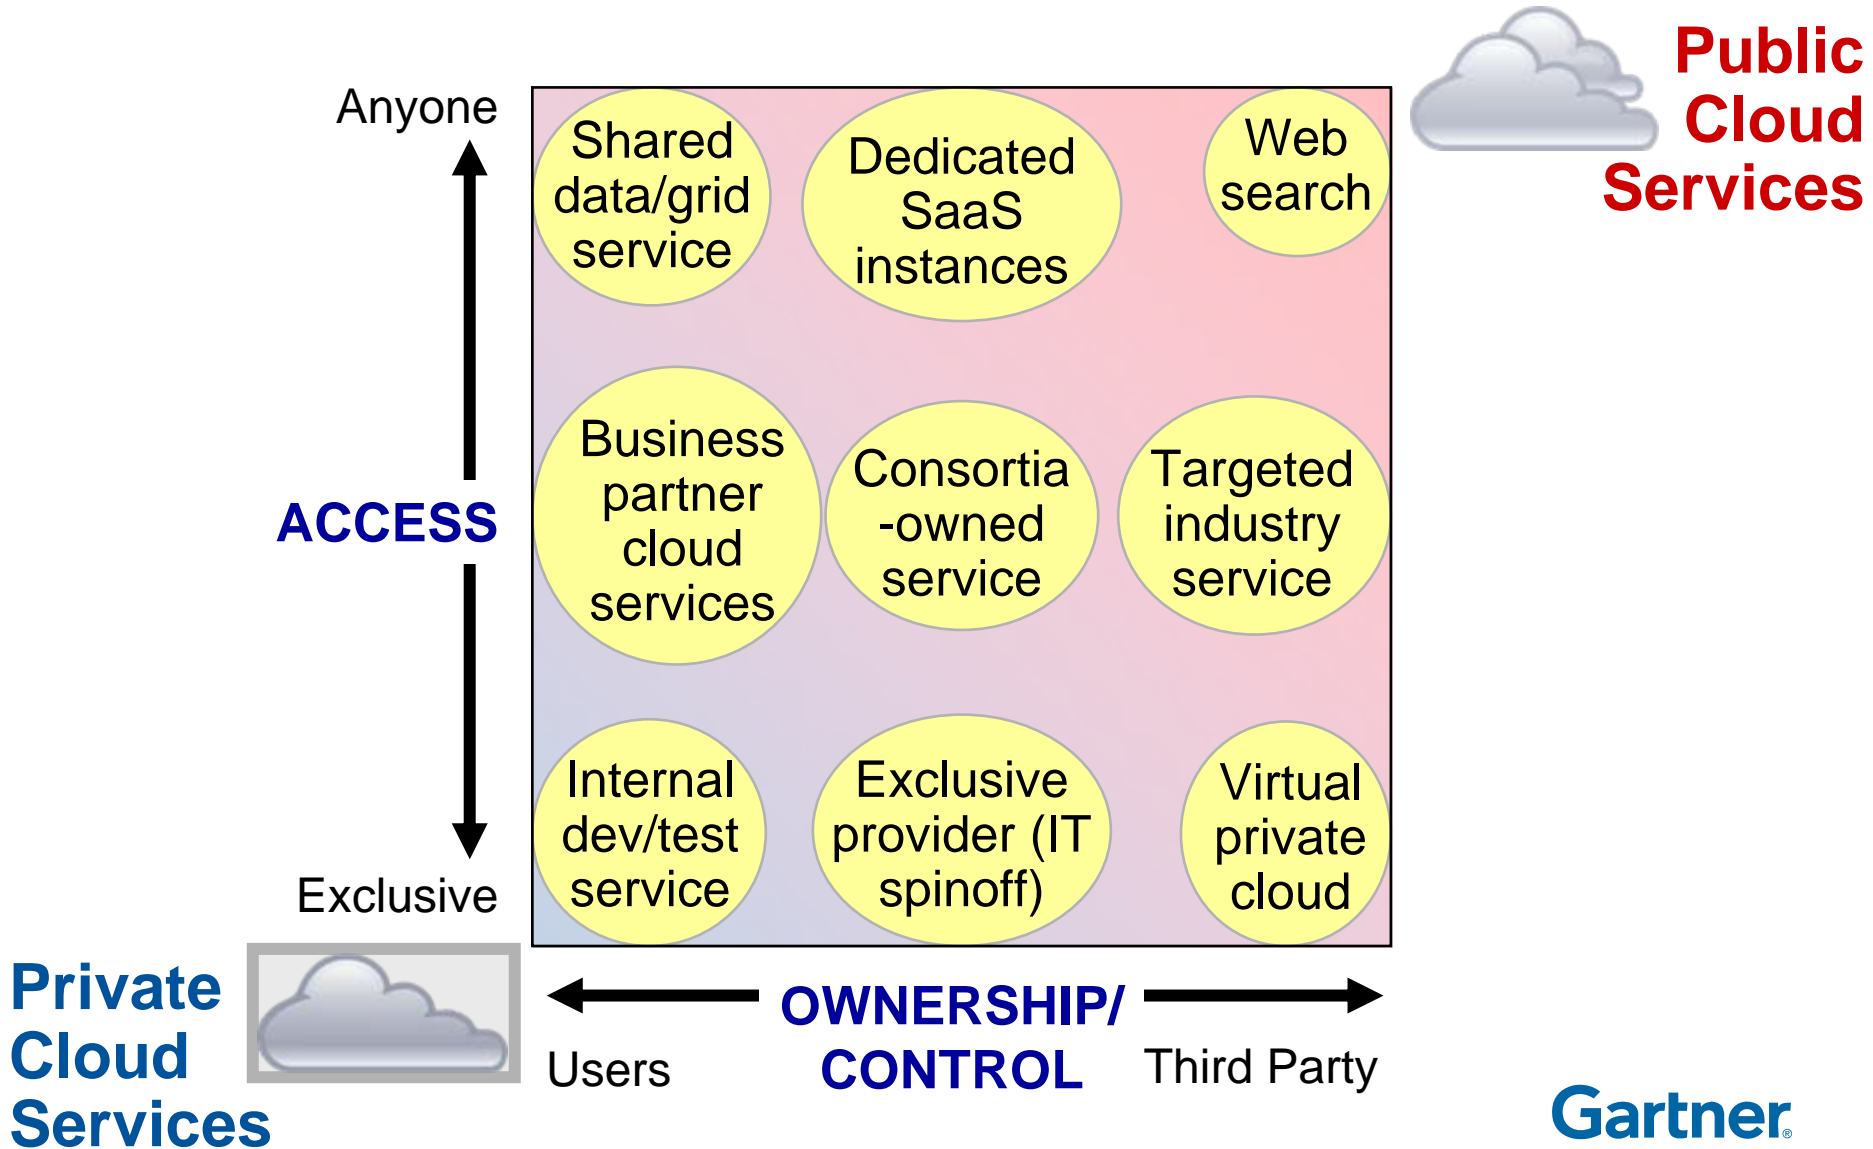 Public
Cloud
Services
Anyone
Shared
data/grid
service
Dedicated
SaaS
instances
Web
search
ACCESS
Business
partner
cloud
services
Consortia
-owned
service
Targeted
industry
service
Internal
dev/test
service
Exclusive
provider (IT
spinoff)
Virtual
private
cloud
Exclusive
Private
Cloud
Services
Users
OWNERSHIP/
CONTROL
Third Party
Gartner®